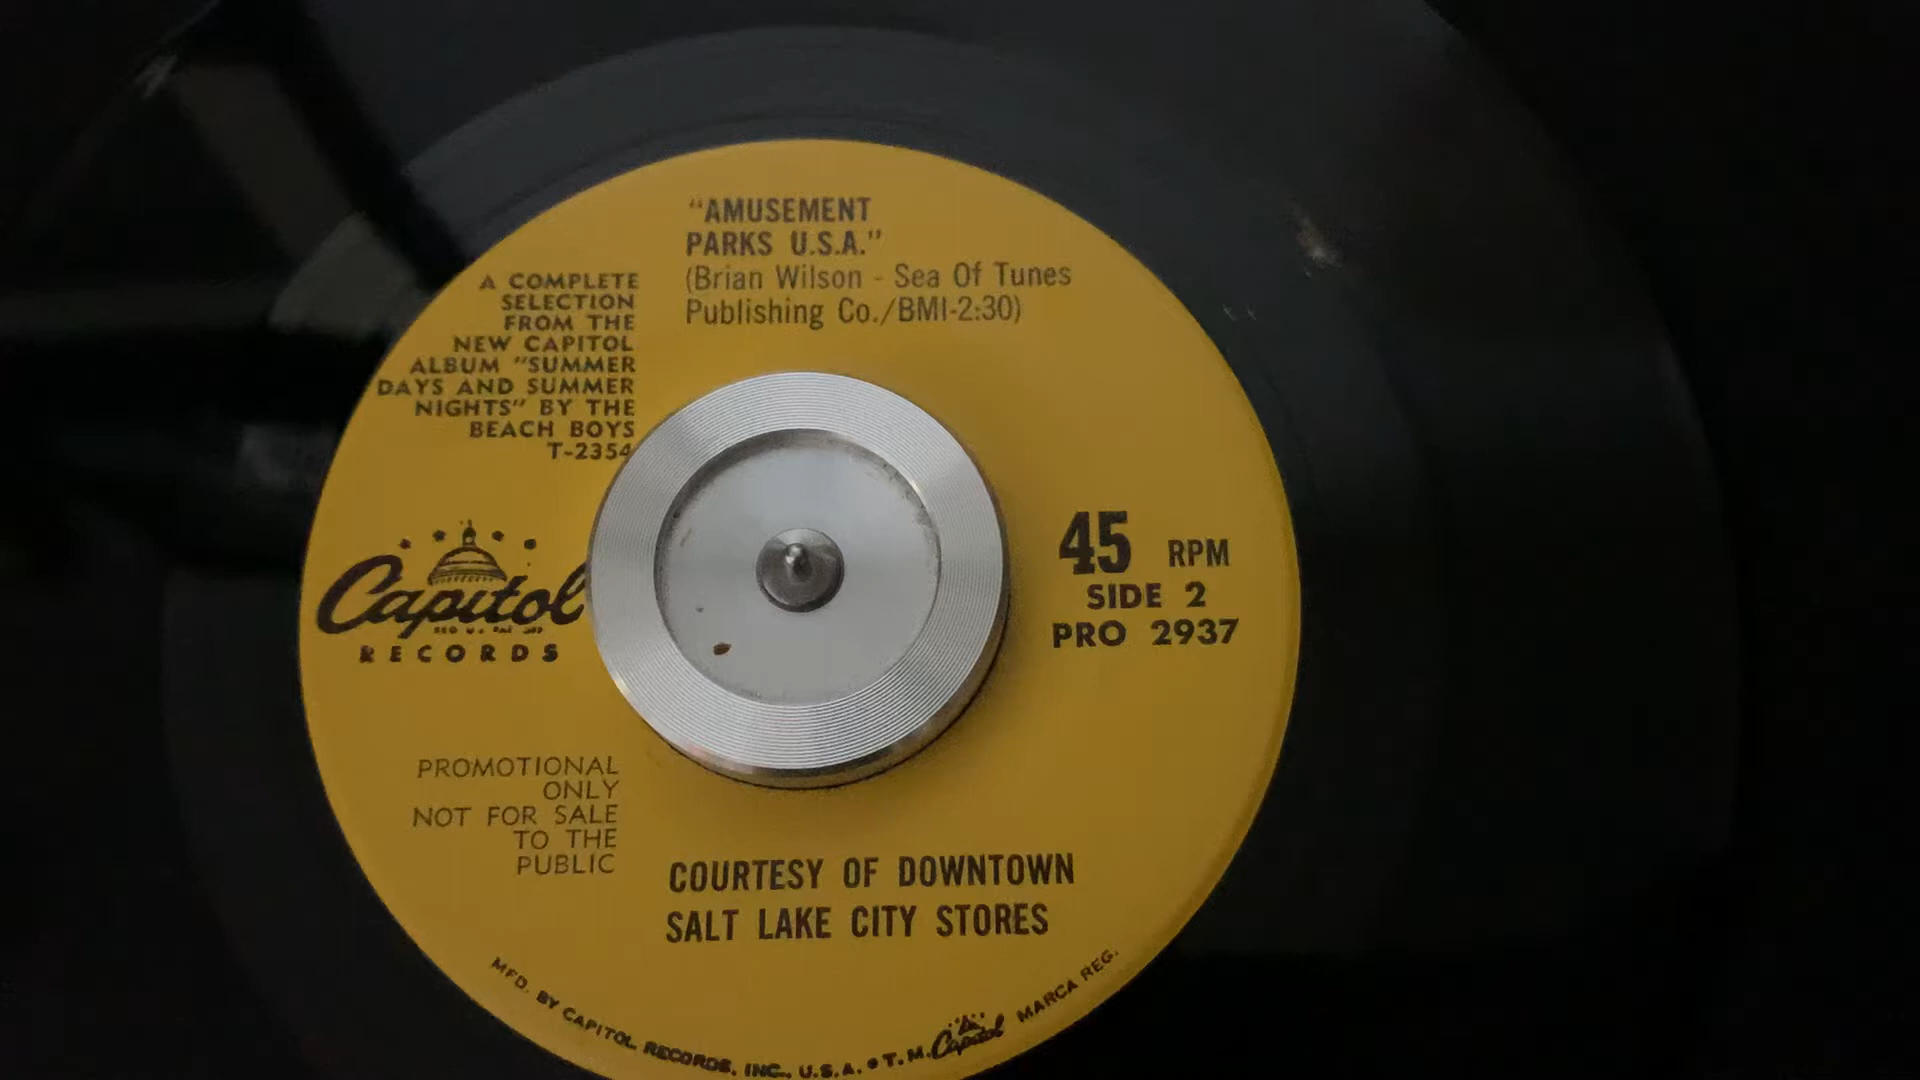 "AMUSEMENT
PARKS U.S.A."
(Brian Wilson - Sea Of Tunes
Publishing Co./BMI-2:30)
A COMPLETE
SELECTION
FROM THE
NEW CAPITOL
ALBUM "SUMMER
DAYS AND SUMMER
NIGHTS" BY THE
BEACH BOYS
T-2354
Capitol
RECORDS
45 RPM
SIDE 2
PRO 2937
PROMOTIONAL
ONLY
NOT FOR SALE
TO THE
PUBLIC
COURTESY OF DOWNTOWN
SALT LAKE CITY STORES
MFD. BY CAPITOL RECORDS, INC., U.S.A. • T.M. Capitol MARCA REG.